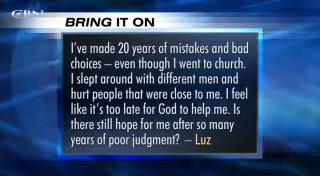 CBN
BRING IT ON
I've made 20 years of mistakes and bad
choices – even though I went to church.
I slept around with different men and
hurt people that were close to me. I feel
like it's too late for God to help me. Is
there still hope for me after so many
years of poor judgment? – Luz